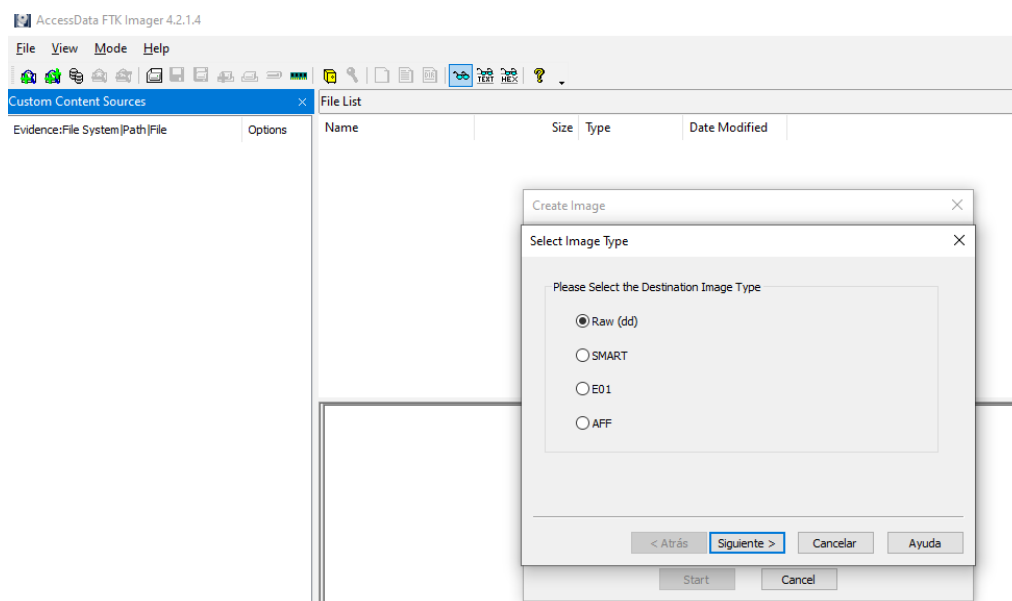 AccessData FTK Imager 4.2.1.4
File View Mode Help
TEXT HEX
Custom Content Sources
File List
Evidence:File System|Path|File Options
Name Size Type Date Modified
Create Image
Select Image Type
Please Select the Destination Image Type
Raw (dd)
SMART
E01
AFF
< Atrás Siguiente > Cancelar Ayuda
Start Cancel